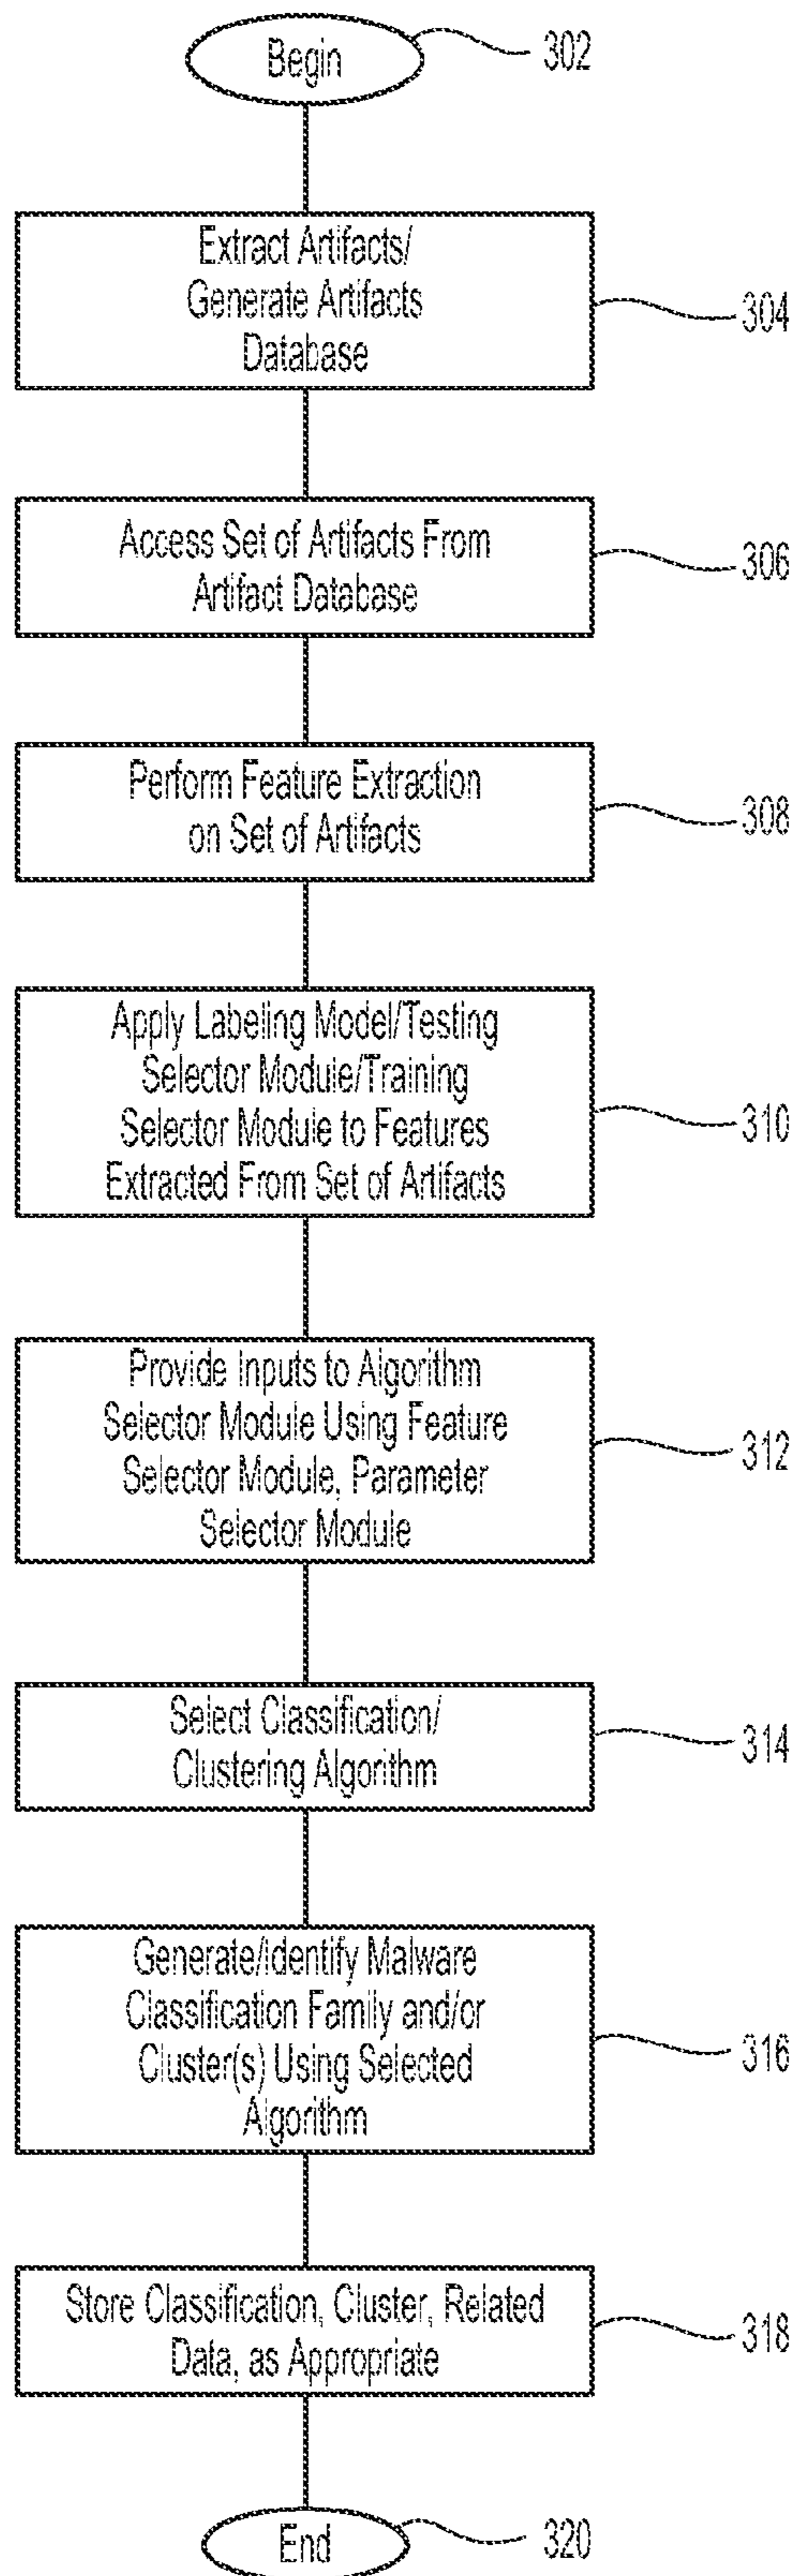 Begin
302
Extract Artifacts/
Generate Artifacts
Database
304
Access Set of Artifacts From
Artifact Database
306
Perform Feature Extraction
on Set of Artifacts
308
Apply Labeling Model/Testing
Selector Module/Training
Selector Module to Features
Extracted From Set of Artifacts
310
Provide Inputs to Algorithm
Selector Module Using Feature
Selector Module, Parameter
Selector Module
312
Select Classification/
Clustering Algorithm
314
Generate/Identify Malware
Classification Family and/or
Cluster(s) Using Selected
Algorithm
316
Store Classification, Cluster, Related
Data, as Appropriate
318
End
320